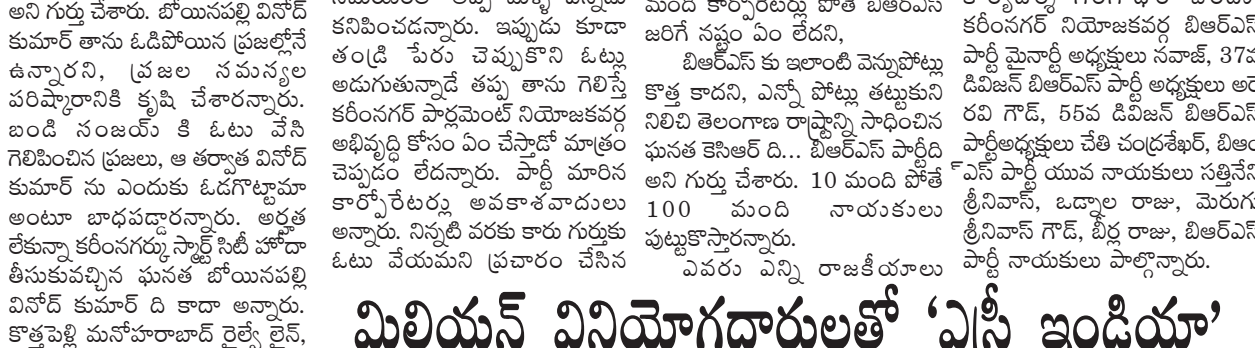 అని గుర్తు చేశారు. బోయినపల్లి వినోద్
కుమార్ తాను ఓడిపోయిన ప్రజల్లోనే
ఉన్నారని, ప్రజల సమస్యల
పరిష్కారానికి కృషి చేశారన్నారు.
బండి సంజయ్ కి ఓటు వేసి
గెలిపించిన ప్రజలు, ఆ తర్వాత వినోద్
కుమార్ ను ఎందుకు ఓడగొట్టామా
అంటూ బాధపడ్డారన్నారు. అర్హత
లేకున్నా కరీంనగర్కు స్మార్ట్ సిటీ హోదా
తీసుకువచ్చిన ఘనత బోయినపల్లి
వినోద్ కుమార్ ది కాదా అన్నారు.
కొత్తపెల్లి మనోహరాబాద్ రైల్వే లైన్,
కనిపించడన్నారు. ఇప్పుడు కూడా
తండ్రి పేరు చెప్పుకొని ఓట్లు
అడుగుతున్నాడే తప్ప తాను గెలిస్తే
కరీంనగర్ పార్లమెంట్ నియోజకవర్గ
అభివృద్ధి కోసం ఏం చేస్తాడో మాత్రం
చెప్పడం లేదన్నారు. పార్టీ మారిన
కార్పోరేటర్లు అవకాశవాదులు
అన్నారు. నిన్నటి వరకు కారు గుర్తుకు
ఓటు వేయమని ప్రచారం చేసిన
మంది కార్పోరేటర్లు పోతే బిఆర్ఎస్
జరిగే నష్టం ఏం లేదని,
బిఆర్ఎస్ కు ఇలాంటి వెన్నుపోట్లు
కొత్త కాదని, ఎన్నో పోట్లు తట్టుకుని
నిలిచి తెలంగాణ రాష్ట్రాన్ని సాధించిన
ఘనత కెసిఆర్ ది... బిఆర్ఎస్ పార్టీది
అని గుర్తు చేశారు. 10 మంది పోతే
100 మంది నాయకులు
పుట్టుకొస్తారన్నారు.
ఎవరు ఎన్ని రాజకీయాలు
కరీంనగర్ నియోజకవర్గ బిఆర్ఎస్
పార్టీ మైనార్టీ అధ్యక్షులు నవాజ్, 37వ
డివిజన్ బిఆర్ఎస్ పార్టీ అధ్యక్షులు
రవి గౌడ్, 55వ డివిజన్ బిఆర్ఎస్
పార్టీఅధ్యక్షులు చేతి చంద్రశేఖర్,
ఎస్ పార్టీ యువ నాయకులు సత్తినేని
శ్రీనివాస్, ఒడ్నాల రాజు, మెరుగు
శ్రీనివాస్ గౌడ్, బీర్ల రాజు, బిఆర్ఎస్
పార్టీ నాయకులు పాల్గొన్నారు.
మిలియన్ వినియోగదారులతో ‘ఎసీ ఇండియా’